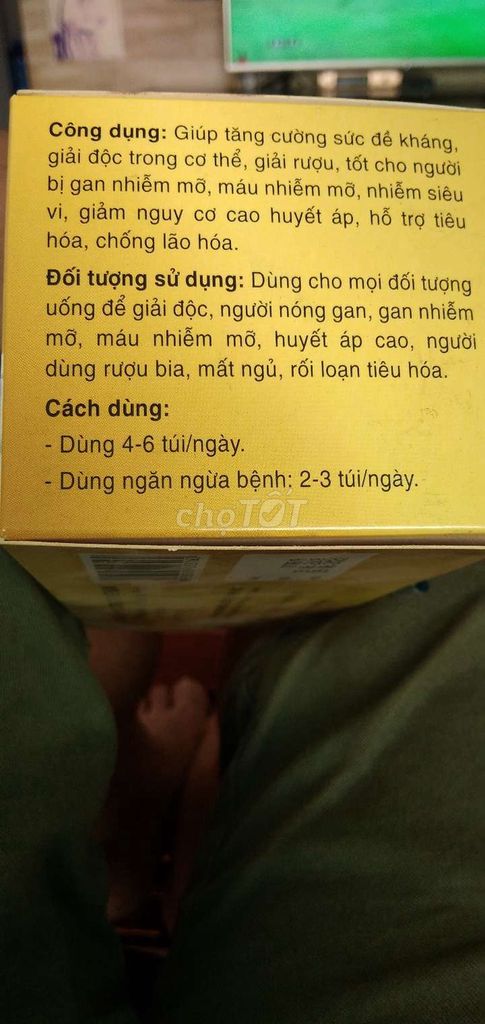 Công dụng: Giúp tăng cường sức đề kháng,
giải độc trong cơ thể, giải rượu, tốt cho người
bị gan nhiễm mỡ, máu nhiễm mỡ, nhiễm siêu
vi, giảm nguy cơ cao huyết áp, hỗ trợ tiêu
hóa, chống lão hóa.
Đối tượng sử dụng: Dùng cho mọi đối tượng
uống để giải độc, người nóng gan, gan nhiễm
mỡ, máu nhiễm mỡ, huyết áp cao, người
dùng rượu bia, mất ngủ, rối loạn tiêu hóa.
Cách dùng:
- Dùng 4-6 túi/ngày.
- Dùng ngăn ngừa bệnh: 2-3 túi/ngày.
chợTỐT